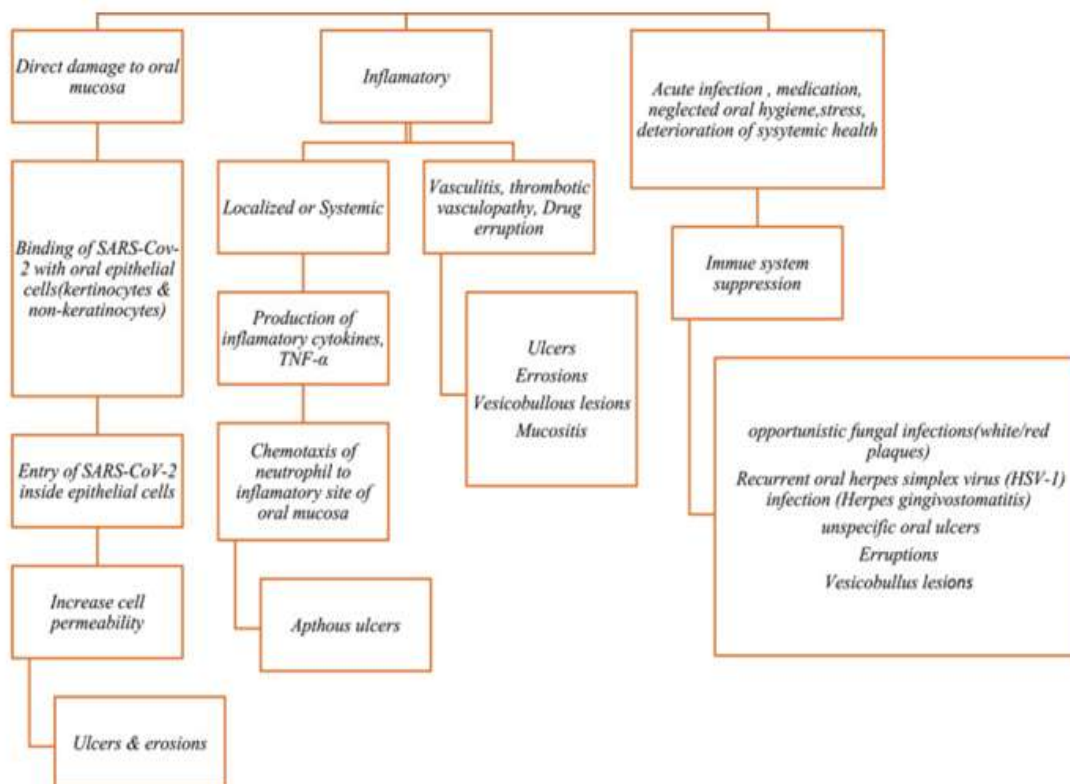 Direct damage to oral
mucosa
Binding of SARS-Cov-
2 with oral epithelial
cells(kertinocytes &
non-keratinocytes)
Entry of SARS-CoV-2
inside epithelial cells
Increase cell
permeability
Ulcers & erosions
Inflamatory
Localized or Systemic
Production of
inflamatory cytokines,
TNF-α
Chemotaxis of
neutrophil to
inflamatory site of
oral mucosa
Apthous ulcers
Vasculitis, thrombotic
vasculopathy, Drug
erruption
Ulcers
Errosions
Vesicobullous lesions
Mucositis
Acute infection , medication,
neglected oral hygiene,stress,
deterioration of sysytemic health
Immue system
suppression
opportunistic fungal infections(white/red
plaques)
Recurrent oral herpes simplex virus (HSV-1)
infection (Herpes gingivostomatitis)
unspecific oral ulcers
Erruptions
Vesicobullus lesions